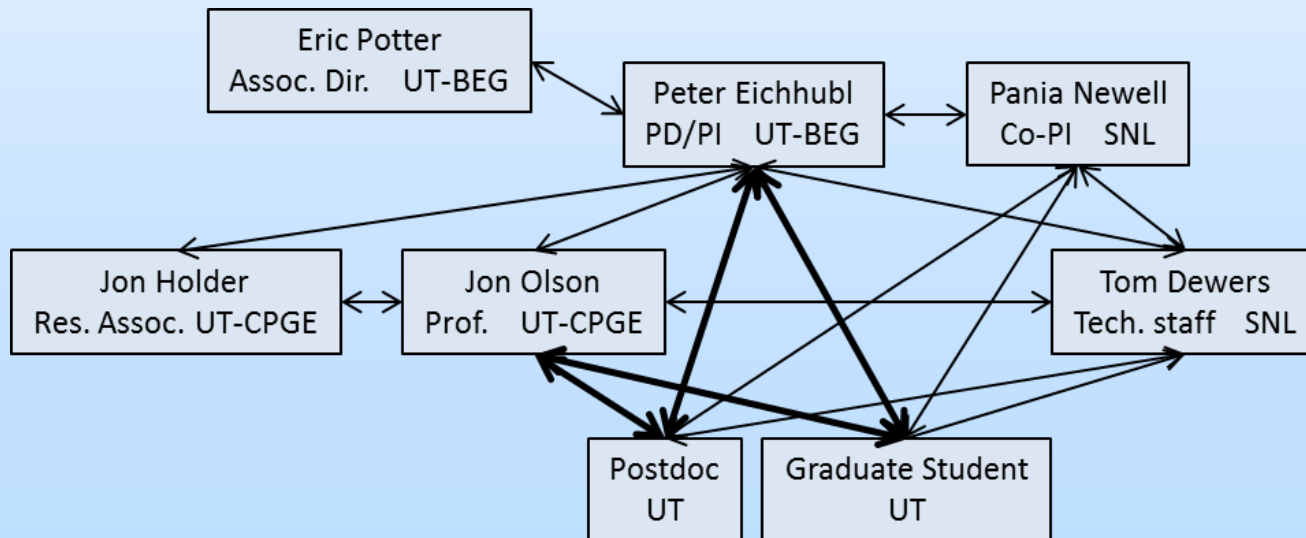 Eric Potter
Assoc. Dir. UT-BEG
Peter Eichhubl
PD/PI UT-BEG
Pania Newell
Co-PI SNL
Jon Holder
Res. Assoc. UT-CPGE
Jon Olson
Prof. UT-CPGE
Tom Dewers
Tech. staff SNL
Postdoc
UT
Graduate Student
UT